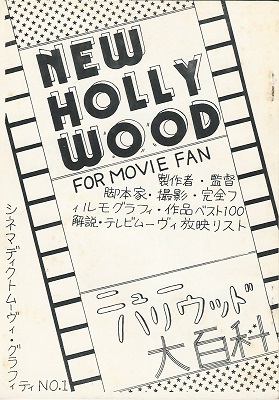 NEW
HOLLY
WOOD
FOR MOVIE FAN
製作者・監督
脚本家・撮影・完全フ
ィルモグラフィ・作品ベスト100
解説・テレビムーヴィ放映リスト
ニューハリウッド
大百科
シネマディクトムーヴィ・グラフィティ NO.1